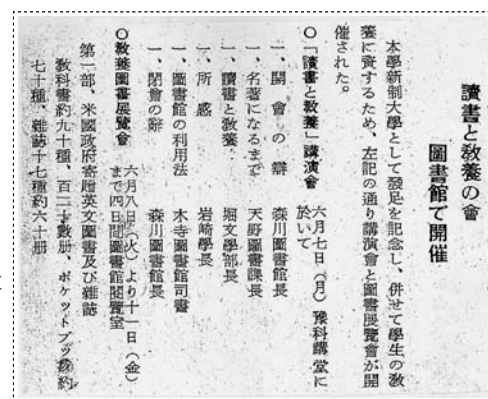 讀書と敎養の會
圖書館で開催
本學新制大學として發足を記念し、併せて學生の敎
養に資するため、左記の通り講演會と圖書展覽會が開
催された。
〇「讀書と敎養」講演會　六月七日（月）豫科講堂に
於いて
一、開會の辭　森川圖書館長
一、名著になるまで　天野圖書課長
一、讀書と敎養　堀文學部長
一、所感　岩崎學長
一、圖書館の利用法　木寺圖書館司書
一、閉會の辭　森川圖書館長
〇敎養圖書展覽會　六月八日（火）より十一日（金）
まで四日間圖書館閱覽室
第一部、米國政府寄贈英文圖書及び雜誌
敎科書約九十種、百二十數册、ポケットブック數約
七十種、雜誌十七種約六十册